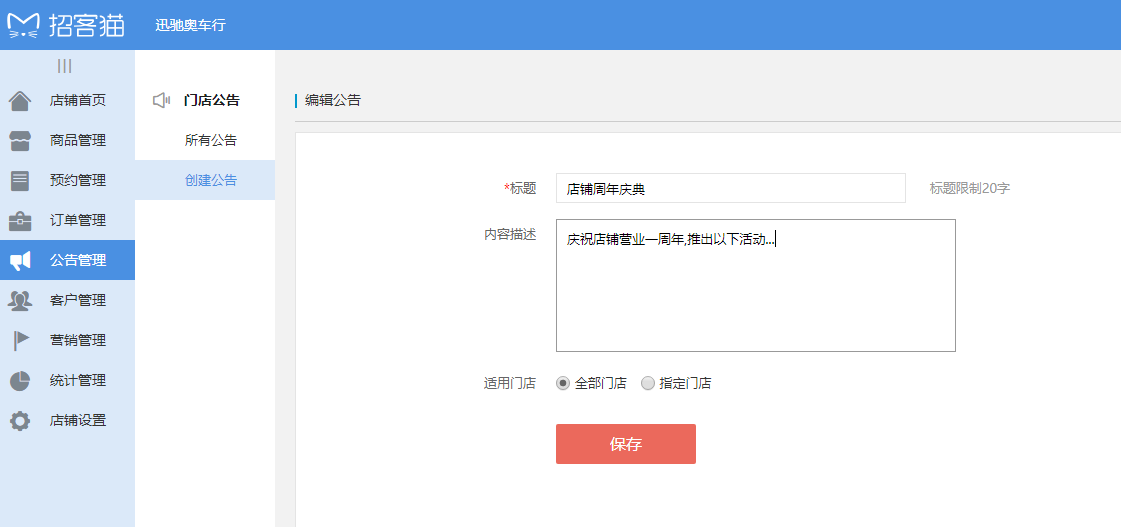 招客猫
迅驰奥车行
店铺首页
商品管理
预约管理
订单管理
公告管理
客户管理
营销管理
统计管理
店铺设置
门店公告
所有公告
创建公告
编辑公告
*标题 店铺周年庆典 标题限制20字
内容描述 庆祝店铺营业一周年,推出以下活动...
适用门店 全部门店 指定门店
保存